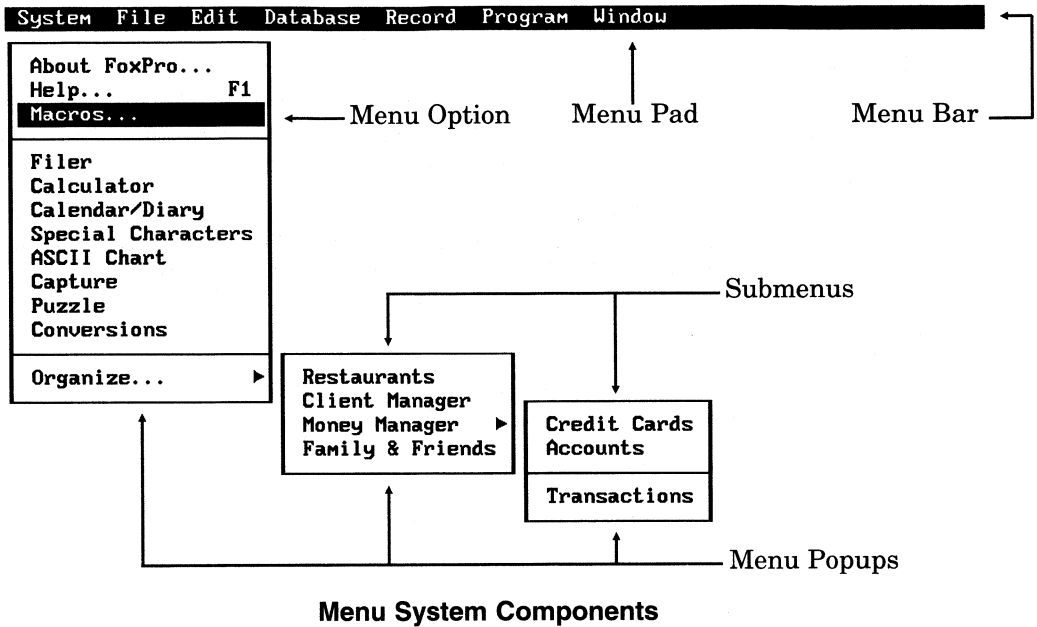 System File Edit Database Record Program Window
About FoxPro...
Help... F1
Macros...
Menu Option
Menu Pad
Menu Bar
Filer
Calculator
Calendar/Diary
Special Characters
ASCII Chart
Capture
Puzzle
Conversions
Organize...
Submenus
Restaurants
Client Manager
Money Manager
Family & Friends
Credit Cards
Accounts
Transactions
Menu Popups
Menu System Components